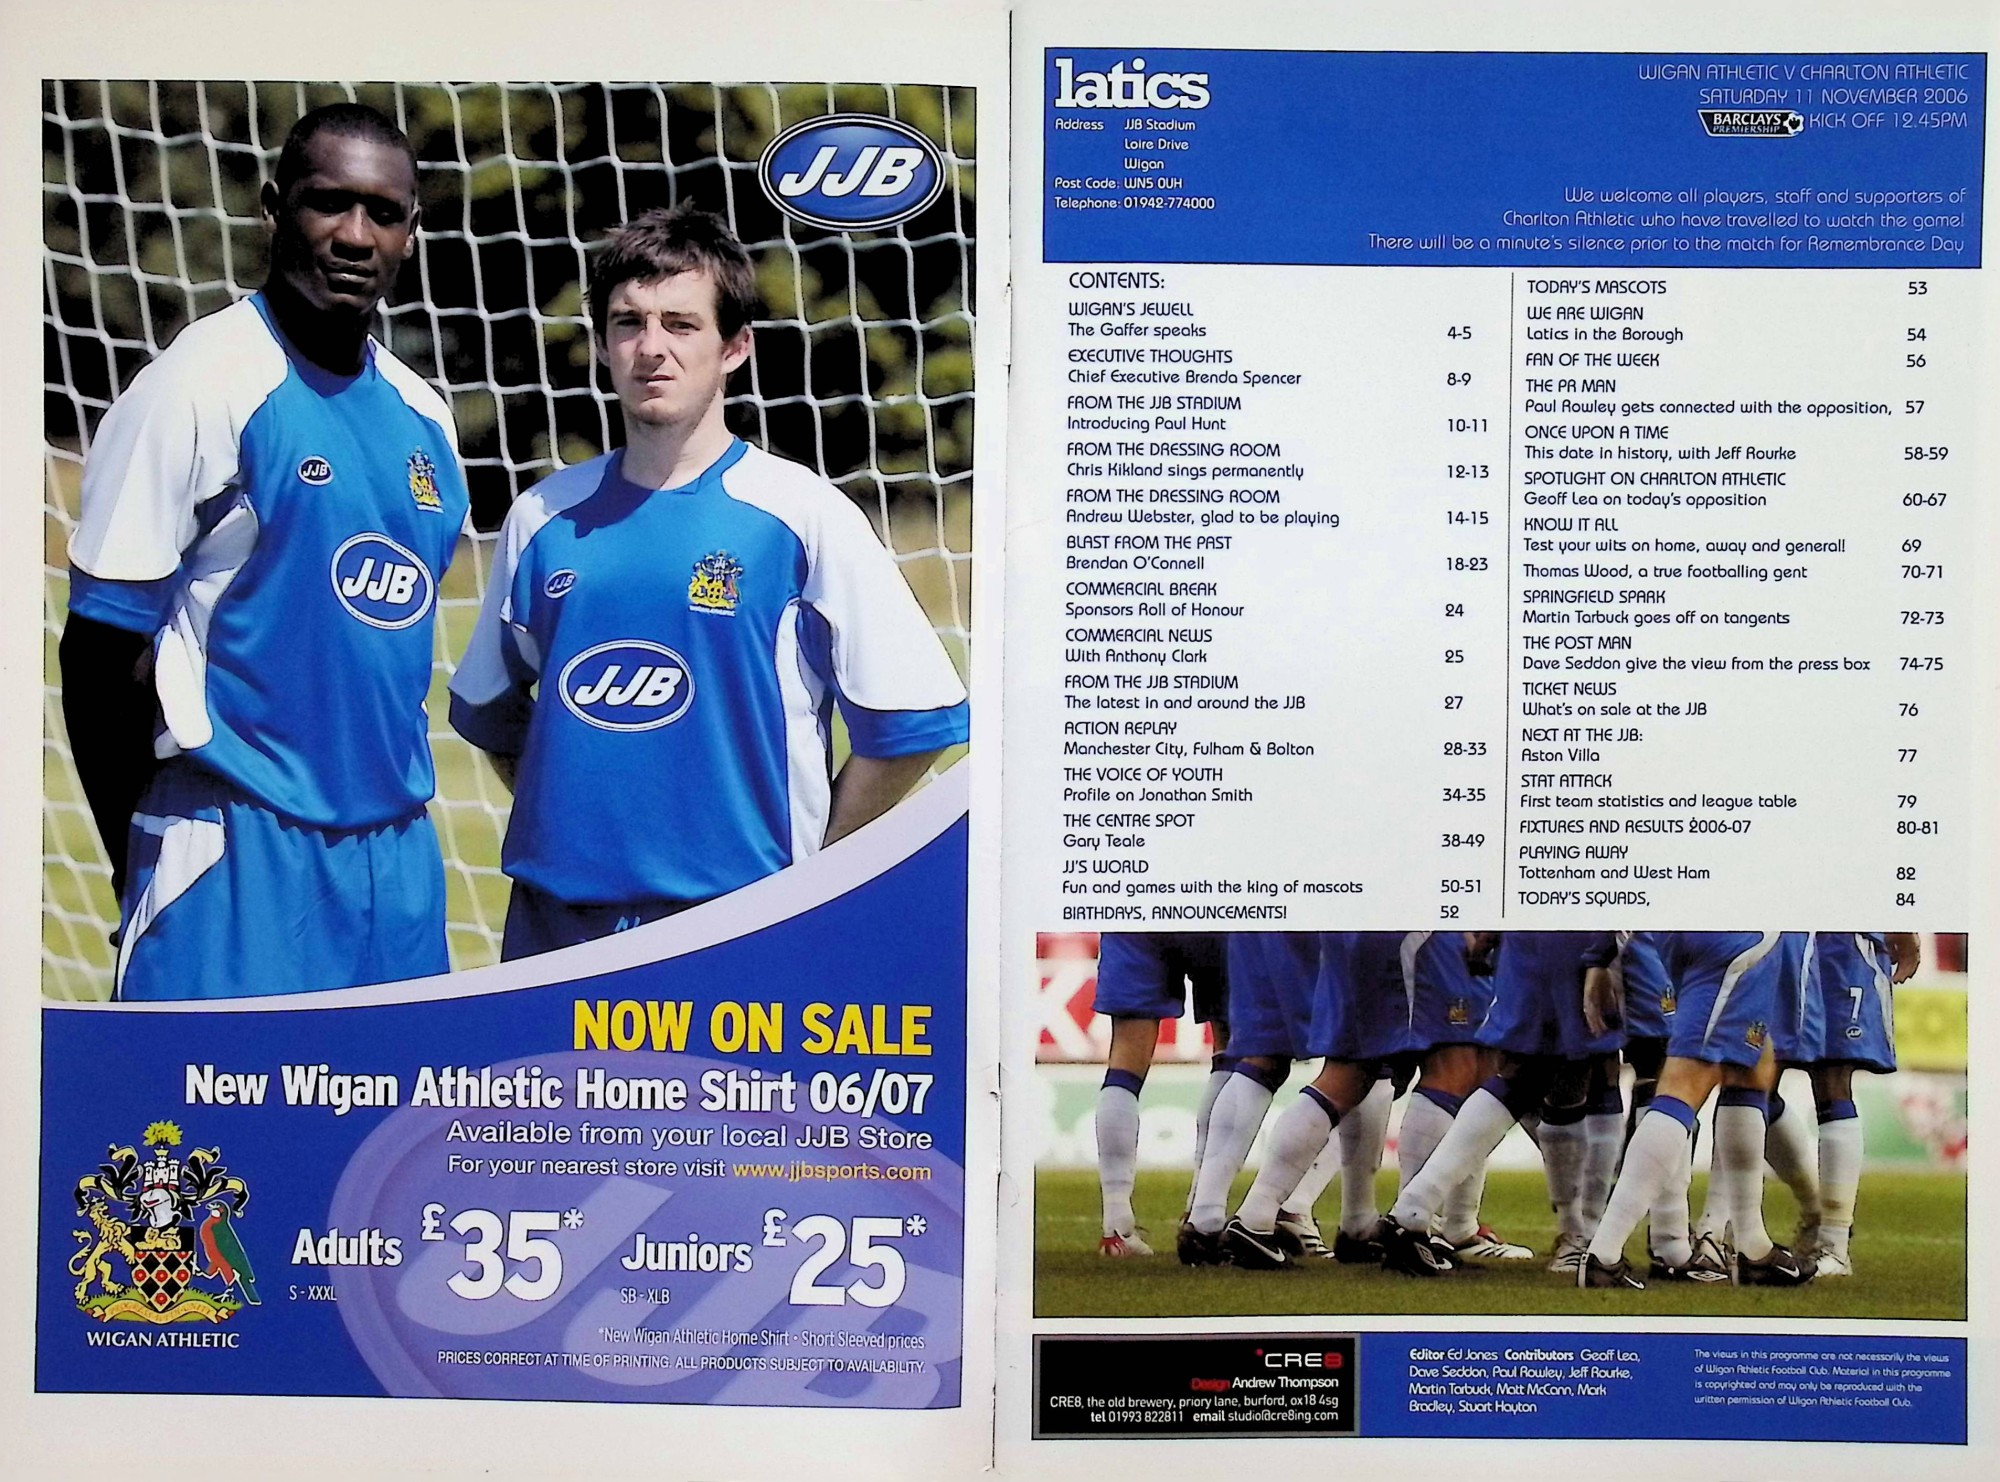 JJB
JJB
JJB
JJB
JJB
WIGAN ATHLETIC
NOW ON SALE
New Wigan Athletic Home Shirt 06/07
Available from your local JJB Store
For your nearest store visit www.jjbsports.com
Adults £35* Juniors £25*
S - XXXL SB - XLB
WIGAN ATHLETIC
*New Wigan Athletic Home Shirt • Short Sleeved prices
PRICES CORRECT AT TIME OF PRINTING. ALL PRODUCTS SUBJECT TO AVAILABILITY.
latics
Address JJB Stadium
Loire Drive
Wigan
Post Code: WN5 0UH
Telephone: 01942-774000
WIGAN ATHLETIC V CHARLTON ATHLETIC
SATURDAY 11 NOVEMBER 2006
BARCLAYS PREMIERSHIP KICK OFF 12.45PM
We welcome all players, staff and supporters of
Charlton Athletic who have travelled to watch the game!
There will be a minute's silence prior to the match for Remembrance Day
CONTENTS:
WIGAN'S JEWELL
The Gaffer speaks 4-5
EXECUTIVE THOUGHTS
Chief Executive Brenda Spencer 8-9
FROM THE JJB STADIUM
Introducing Paul Hunt 10-11
FROM THE DRESSING ROOM
Chris Kikland sings permanently 12-13
FROM THE DRESSING ROOM
Andrew Webster, glad to be playing 14-15
BLAST FROM THE PAST
Brendan O'Connell 18-23
COMMERCIAL BREAK
Sponsors Roll of Honour 24
COMMERCIAL NEWS
With Anthony Clark 25
FROM THE JJB STADIUM
The latest in and around the JJB 27
ACTION REPLAY
Manchester City, Fulham & Bolton 28-33
THE VOICE OF YOUTH
Profile on Jonathan Smith 34-35
THE CENTRE SPOT
Gary Teale 38-49
JJ'S WORLD
Fun and games with the king of mascots 50-51
BIRTHDAYS, ANNOUNCEMENTS! 52
TODAY'S MASCOTS 53
WE ARE WIGAN
Latics in the Borough 54
FAN OF THE WEEK 56
THE PR MAN
Paul Rowley gets connected with the opposition, 57
ONCE UPON A TIME
This date in history, with Jeff Rourke 58-59
SPOTLIGHT ON CHARLTON ATHLETIC
Geoff Lea on today's opposition 60-67
KNOW IT ALL
Test your wits on home, away and general! 69
Thomas Wood, a true footballing gent 70-71
SPRINGFIELD SPARK
Martin Tarbuck goes off on tangents 72-73
THE POST MAN
Dave Seddon give the view from the press box 74-75
TICKET NEWS
What's on sale at the JJB 76
NEXT AT THE JJB:
Aston Villa 77
STAT ATTACK
First team statistics and league table 79
FIXTURES AND RESULTS 2006-07 80-81
PLAYING AWAY
Tottenham and West Ham 82
TODAY'S SQUADS, 84
7
CRE8
Design Andrew Thompson
CRE8, the old brewery, priory lane, burford, ox18 4sg
tel 01993 822811 email studio@cre8ing.com
Editor Ed Jones Contributors Geoff Lea,
Dave Seddon, Paul Rowley, Jeff Rourke,
Martin Tarbuck, Matt McCann, Mark
Bradley, Stuart Hayton
The views in this programme are not necessarily the views
of Wigan Athletic Football Club. Material in this programme
is copyrighted and may only be reproduced with the
written permission of Wigan Athletic Football Club.